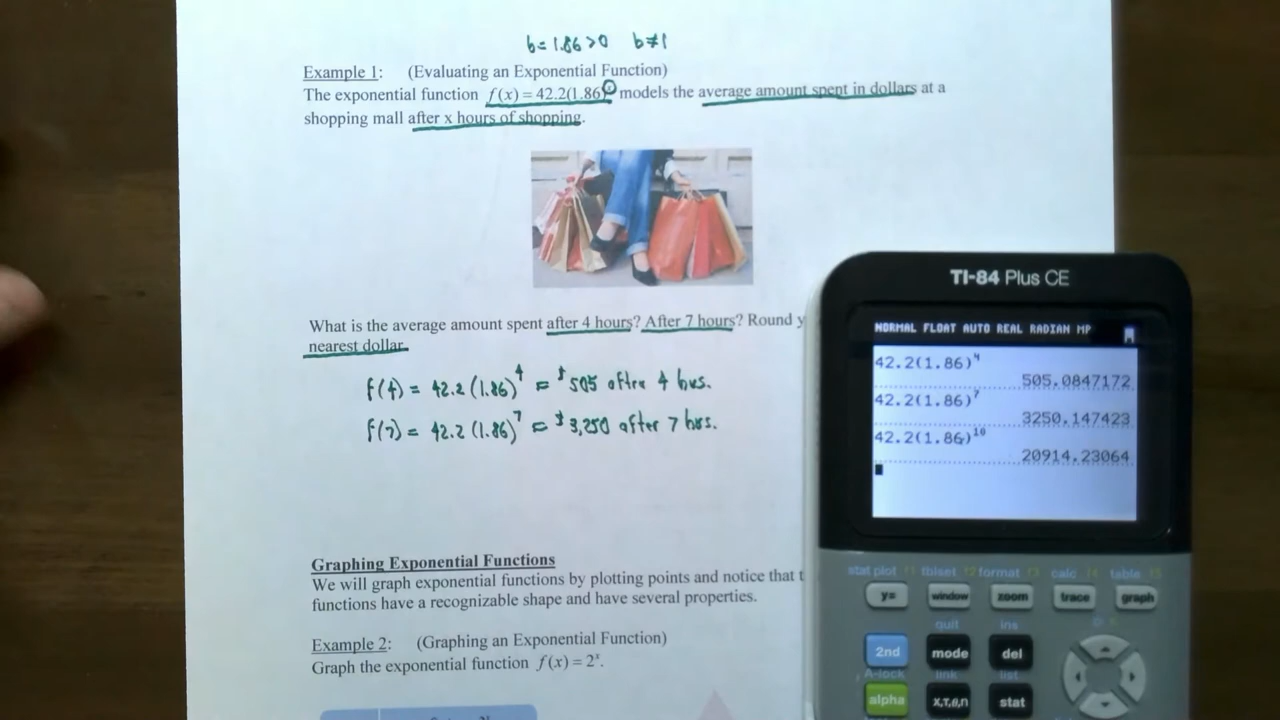 b = 1.86 > 0 b ≠ 1
Example 1: (Evaluating an Exponential Function)
The exponential function f(x) = 42.2(1.86)ˣ models the average amount spent in dollars at a
shopping mall after x hours of shopping.
What is the average amount spent after 4 hours? After 7 hours? Round y
nearest dollar.
f(4) = 42.2 (1.86)⁴ ≈ $505 after 4 hrs.
f(7) = 42.2 (1.86)⁷ ≈ $3,250 after 7 hrs.
Graphing Exponential Functions
We will graph exponential functions by plotting points and notice that t
functions have a recognizable shape and have several properties.
Example 2: (Graphing an Exponential Function)
Graph the exponential function f(x) = 2ˣ.
TI-84 Plus CE
NORMAL FLOAT AUTO REAL RADIAN MP
42.2(1.86)⁴
505.0847172
42.2(1.86)⁷
3250.147423
42.2(1.86)¹⁰
20914.23064
stat plot f1 tblset f2 format f3 calc f4 table f5
y= window zoom trace graph
quit ins
2nd mode del
A-lock link list
alpha X,T,θ,n stat